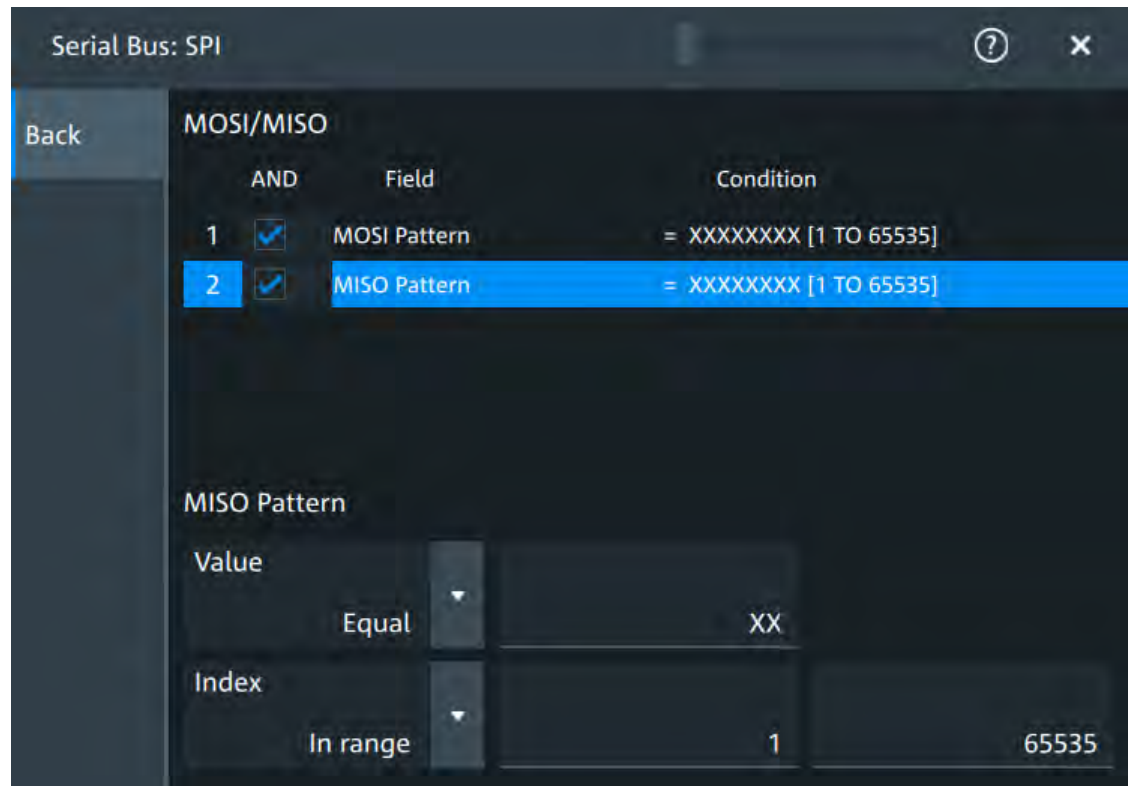 Serial Bus: SPI ? ×
Back
MOSI/MISO
AND Field Condition
1 MOSI Pattern = XXXXXXXX [1 TO 65535]
2 MISO Pattern = XXXXXXXX [1 TO 65535]
MISO Pattern
Value
Equal XX
Index
In range 1 65535